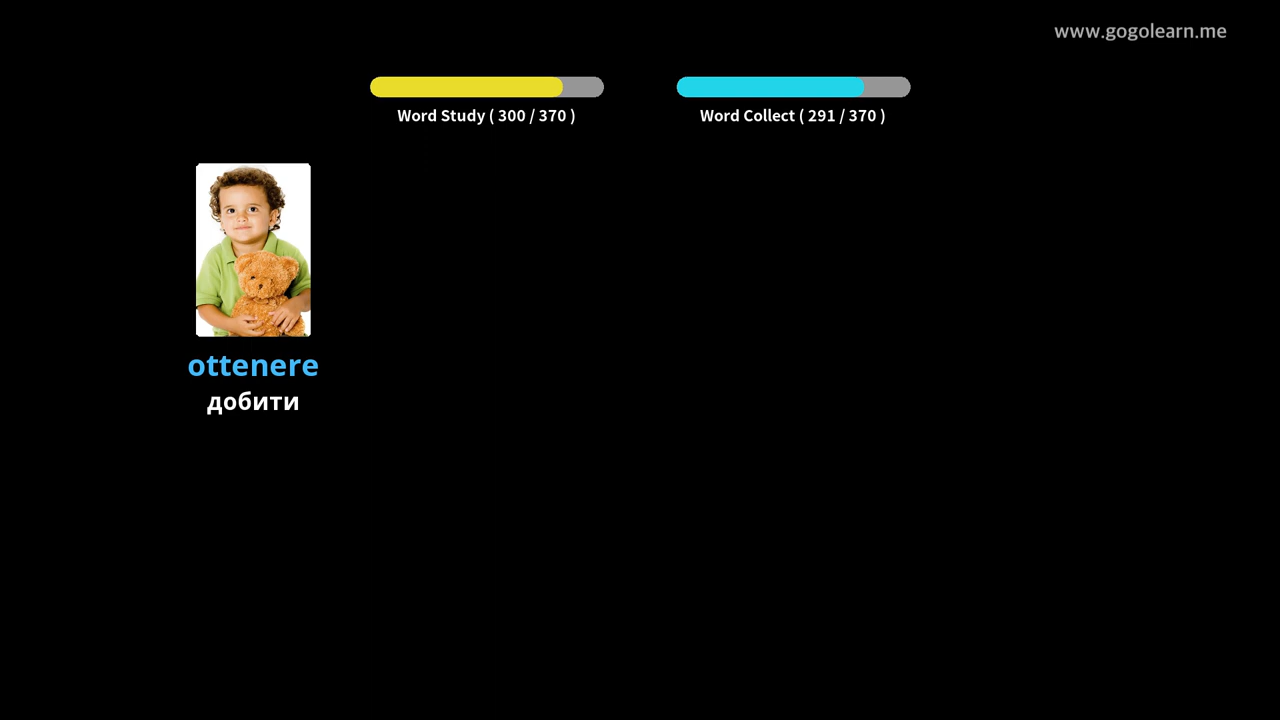 www.gogolearn.me
Word Study ( 300 / 370 )
Word Collect ( 291 / 370 )
ottenere
добити